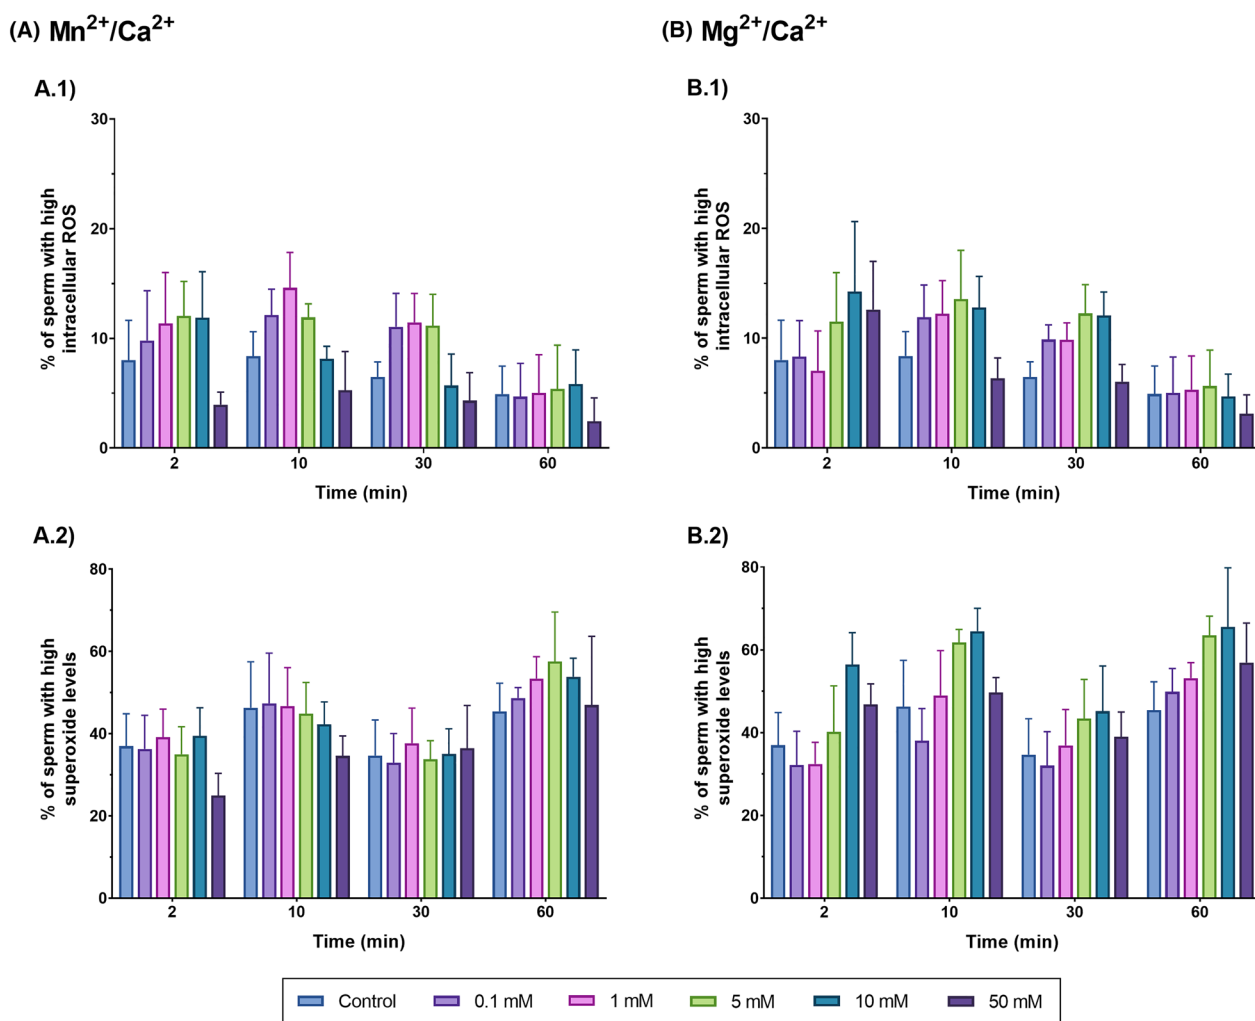 (A) Mn²⁺/Ca²⁺
(B) Mg²⁺/Ca²⁺
A.1)
% of sperm with high
intracellular ROS
30
20
10
0
2 10 30 60
Time (min)
B.1)
% of sperm with high
intracellular ROS
30
20
10
0
2 10 30 60
Time (min)
A.2)
% of sperm with high
superoxide levels
80
60
40
20
0
2 10 30 60
Time (min)
B.2)
% of sperm with high
superoxide levels
80
60
40
20
0
2 10 30 60
Time (min)
Control 0.1 mM 1 mM 5 mM 10 mM 50 mM